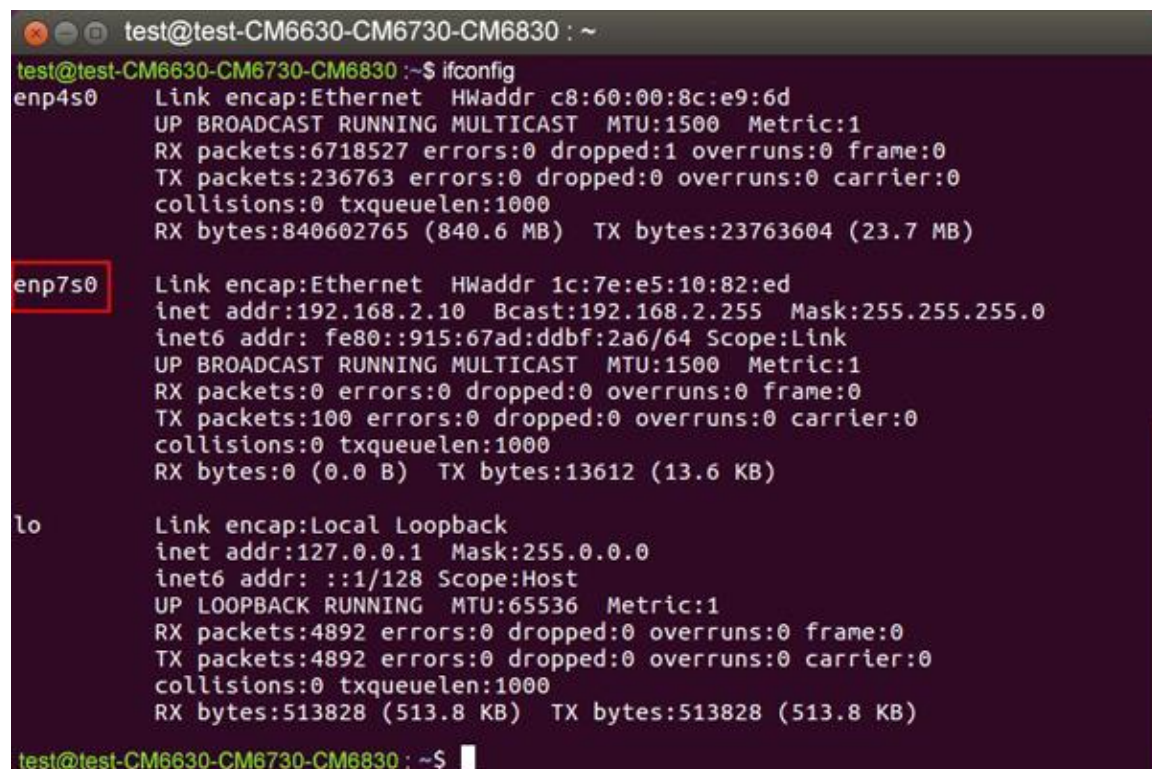 test@test-CM6630-CM6730-CM6830 : ~
test@test-CM6630-CM6730-CM6830 :~$ ifconfig
enp4s0 Link encap:Ethernet HWaddr c8:60:00:8c:e9:6d
UP BROADCAST RUNNING MULTICAST MTU:1500 Metric:1
RX packets:6718527 errors:0 dropped:1 overruns:0 frame:0
TX packets:236763 errors:0 dropped:0 overruns:0 carrier:0
collisions:0 txqueuelen:1000
RX bytes:840602765 (840.6 MB) TX bytes:23763604 (23.7 MB)
enp7s0 Link encap:Ethernet HWaddr 1c:7e:e5:10:82:ed
inet addr:192.168.2.10 Bcast:192.168.2.255 Mask:255.255.255.0
inet6 addr: fe80::915:67ad:ddbf:2a6/64 Scope:Link
UP BROADCAST RUNNING MULTICAST MTU:1500 Metric:1
RX packets:0 errors:0 dropped:0 overruns:0 frame:0
TX packets:100 errors:0 dropped:0 overruns:0 carrier:0
collisions:0 txqueuelen:1000
RX bytes:0 (0.0 B) TX bytes:13612 (13.6 KB)
lo Link encap:Local Loopback
inet addr:127.0.0.1 Mask:255.0.0.0
inet6 addr: ::1/128 Scope:Host
UP LOOPBACK RUNNING MTU:65536 Metric:1
RX packets:4892 errors:0 dropped:0 overruns:0 frame:0
TX packets:4892 errors:0 dropped:0 overruns:0 carrier:0
collisions:0 txqueuelen:1000
RX bytes:513828 (513.8 KB) TX bytes:513828 (513.8 KB)
test@test-CM6630-CM6730-CM6830 : ~$